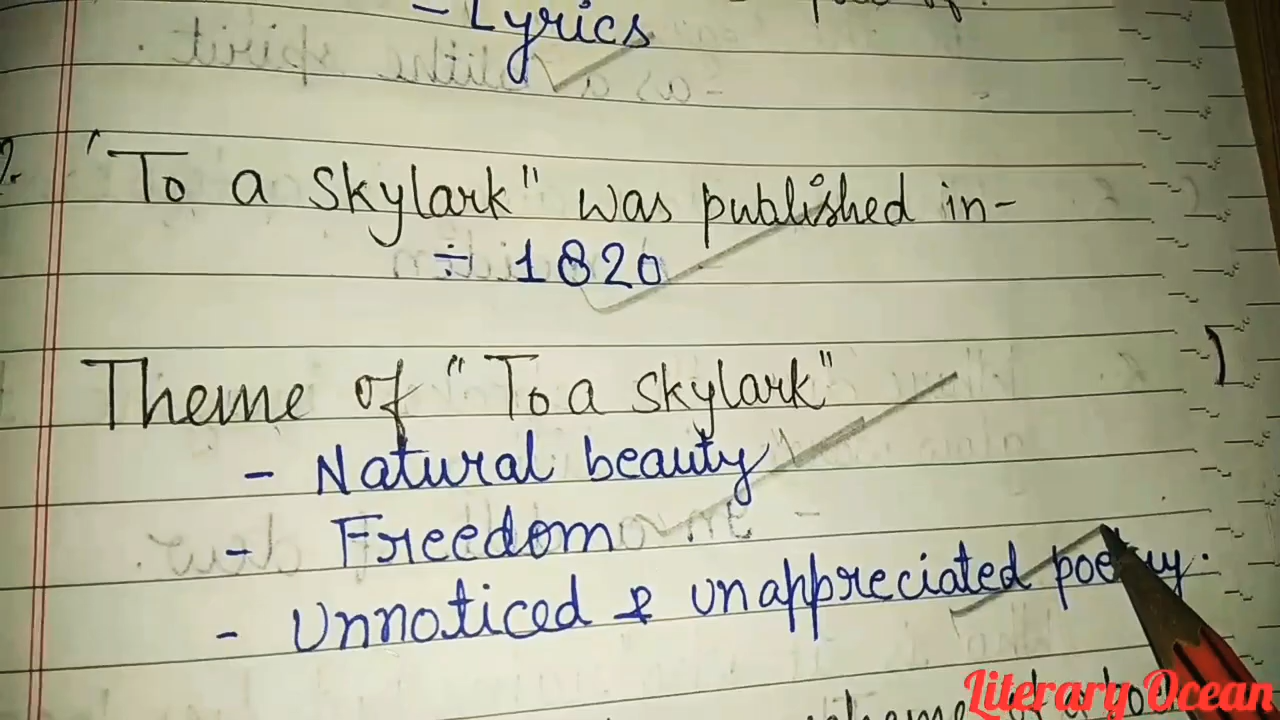 - Lyrics
2. "To a Skylark" was published in-
÷ 1820
Theme of "To a Skylark"
- Natural beauty
- Freedom
- Unnoticed & unappreciated poetry.
Literary Ocean